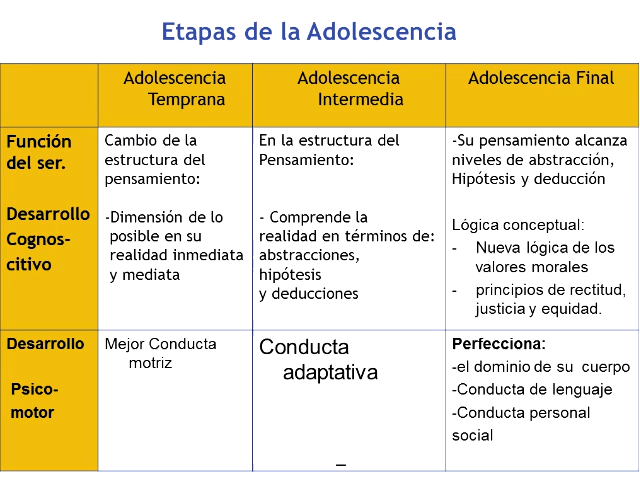 Etapas de la Adolescencia
Adolescencia
Temprana
Adolescencia
Intermedia
Adolescencia Final
Función
del ser.
Desarrollo
Cognos-
citivo
Cambio de la
estructura del
pensamiento:
-Dimensión de lo
posible en su
realidad inmediata
y mediata
En la estructura del
Pensamiento:
- Comprende la
realidad en términos de:
abstracciones,
hipótesis
y deducciones
-Su pensamiento alcanza
niveles de abstracción,
Hipótesis y deducción
Lógica conceptual:
- Nueva lógica de los
valores morales
- principios de rectitud,
justicia y equidad.
Desarrollo
Psico-
motor
Mejor Conducta
motriz
Conducta
adaptativa
–
Perfecciona:
-el dominio de su cuerpo
-Conducta de lenguaje
-Conducta personal
social